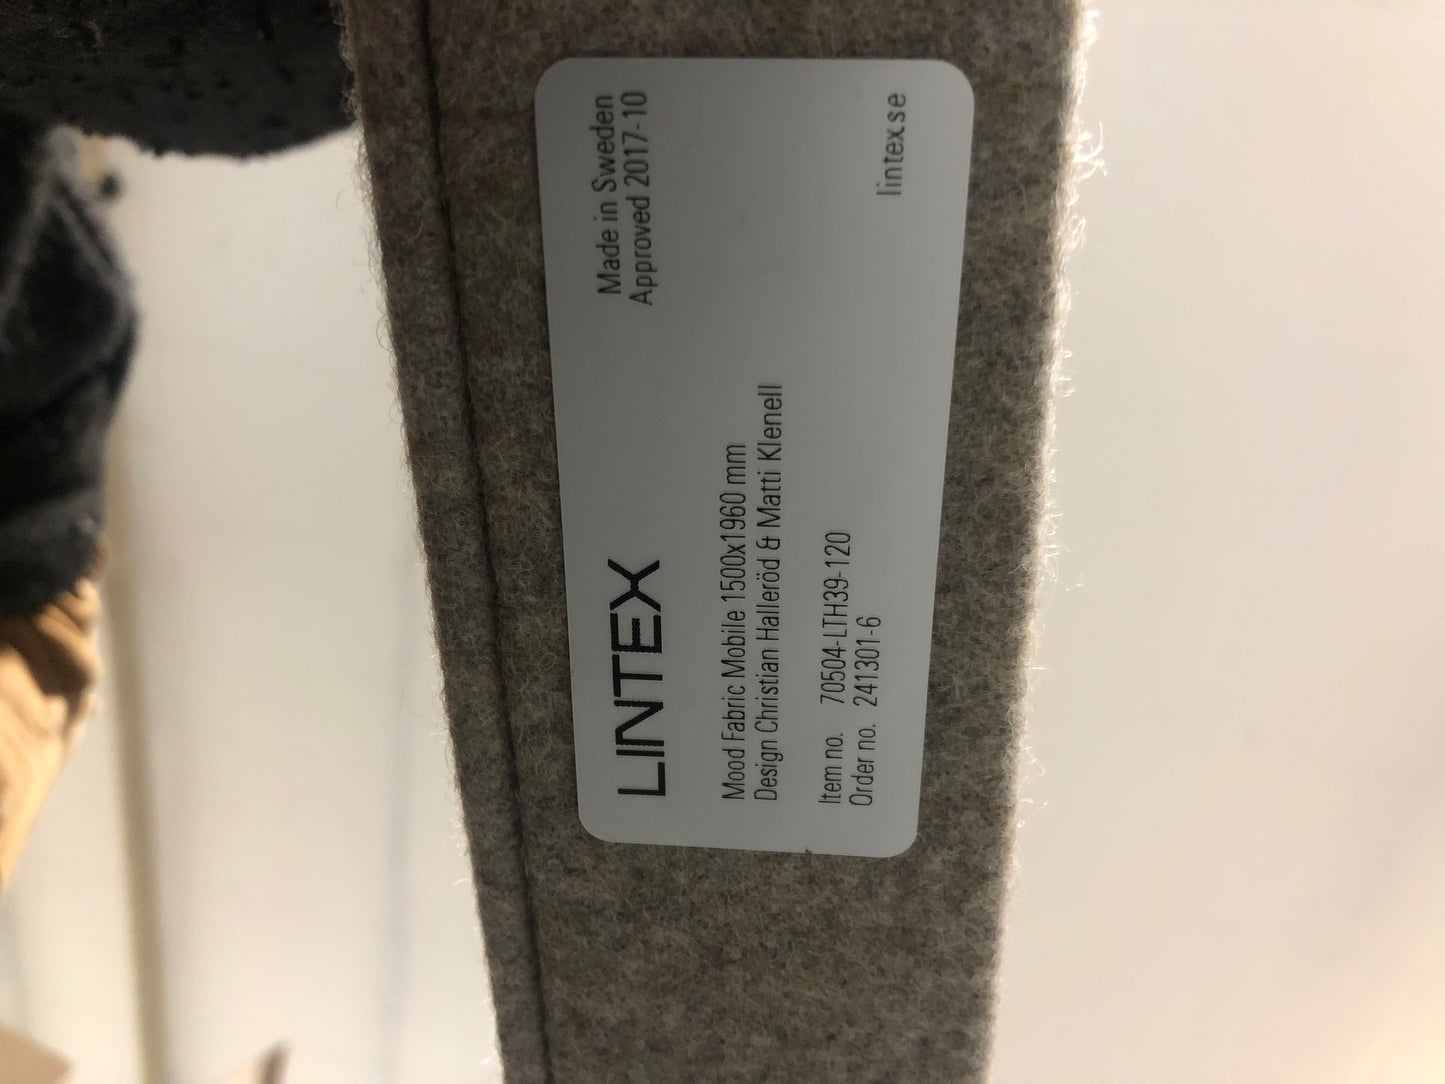 LINTEX
Made in Sweden
Approved 2017-10
Mood Fabric Mobile 1500x1960 mm
Design Christian Halleröd & Matti Klenell
Item no. 70504-LTH39-120
Order no. 241301-6
lintex.se